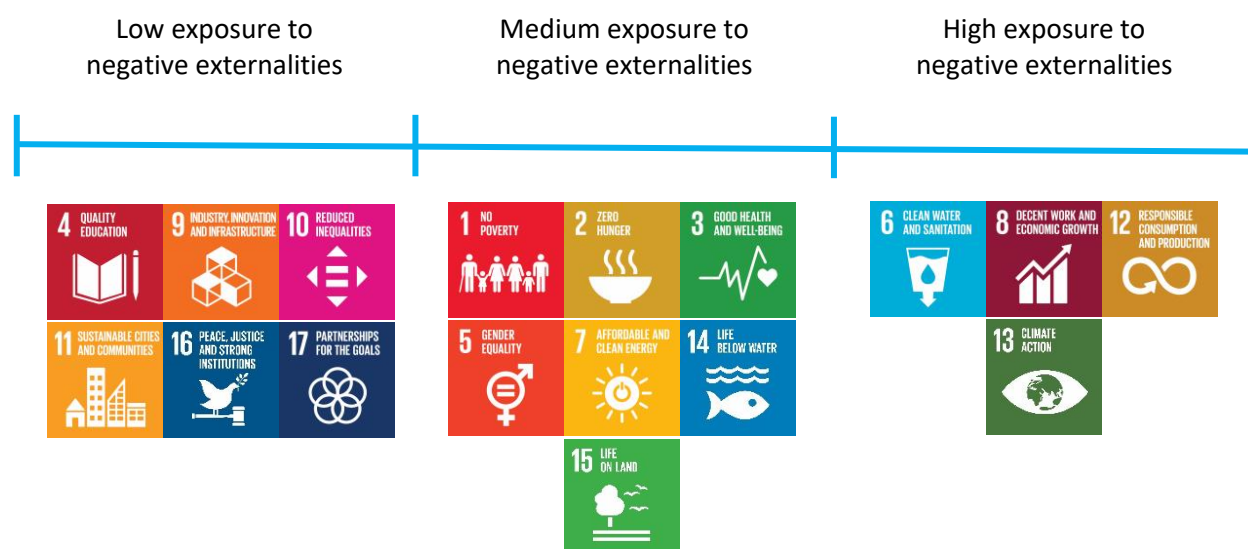 Low exposure to
negative externalities
Medium exposure to
negative externalities
High exposure to
negative externalities
4 QUALITY
EDUCATION
9 INDUSTRY, INNOVATION
AND INFRASTRUCTURE
10 REDUCED
INEQUALITIES
11 SUSTAINABLE CITIES
AND COMMUNITIES
16 PEACE, JUSTICE
AND STRONG
INSTITUTIONS
17 PARTNERSHIPS
FOR THE GOALS
1 NO
POVERTY
2 ZERO
HUNGER
3 GOOD HEALTH
AND WELL-BEING
5 GENDER
EQUALITY
7 AFFORDABLE AND
CLEAN ENERGY
14 LIFE
BELOW WATER
15 LIFE
ON LAND
6 CLEAN WATER
AND SANITATION
8 DECENT WORK AND
ECONOMIC GROWTH
12 RESPONSIBLE
CONSUMPTION
AND PRODUCTION
13 CLIMATE
ACTION